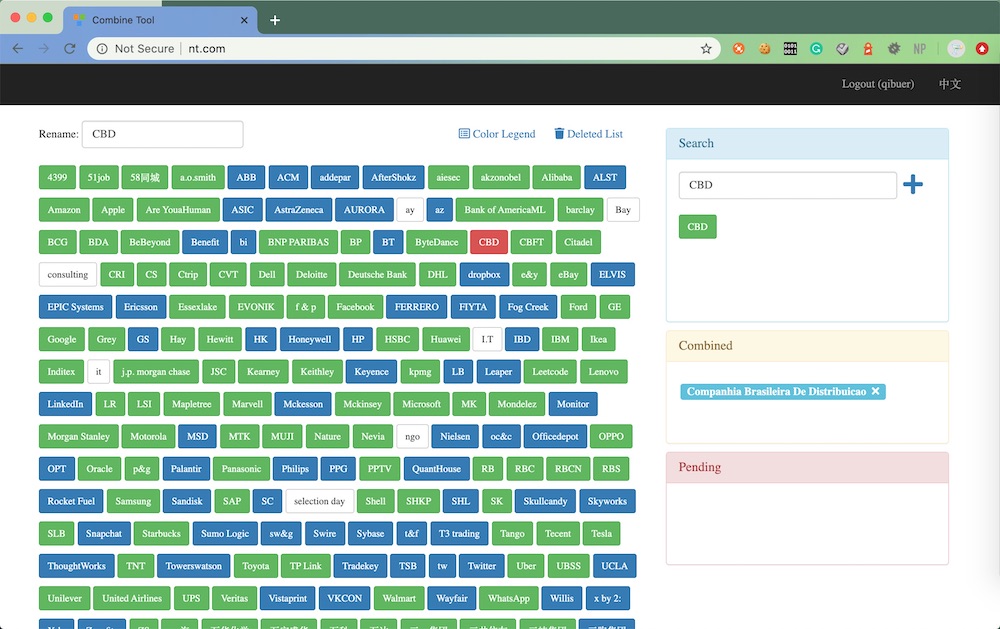 Combine Tool
Not Secure nt.com
NP
Logout (qibuer) 中文
Rename: CBD Color Legend Deleted List
4399 51job 58同城 a.o.smith ABB ACM addepar AfterShokz aiesec akzonobel Alibaba ALST
Amazon Apple Are YouaHuman ASIC AstraZeneca AURORA ay az Bank of AmericaML barclay Bay
BCG BDA BeBeyond Benefit bi BNP PARIBAS BP BT ByteDance CBD CBFT Citadel
consulting CRI CS Ctrip CVT Dell Deloitte Deutsche Bank DHL dropbox e&y eBay ELVIS
EPIC Systems Ericsson Essexlake EVONIK f & p Facebook FERRERO FIYTA Fog Creek Ford GE
Google Grey GS Hay Hewitt HK Honeywell HP HSBC Huawei I.T IBD IBM Ikea
Inditex it j.p. morgan chase JSC Kearney Keithley Keyence kpmg LB Leaper Leetcode Lenovo
LinkedIn LR LSI Mapletree Marvell Mckesson Mckinsey Microsoft MK Mondelez Monitor
Morgan Stanley Motorola MSD MTK MUJI Nature Nevia ngo Nielsen oc&c Officedepot OPPO
OPT Oracle p&g Palantir Panasonic Philips PPG PPTV QuantHouse RB RBC RBCN RBS
Rocket Fuel Samsung Sandisk SAP SC selection day Shell SHKP SHL SK Skullcandy Skyworks
SLB Snapchat Starbucks Sumo Logic sw&g Swire Sybase t&f T3 trading Tango Tecent Tesla
ThoughtWorks TNT Towerswatson Toyota TP Link Tradekey TSB tw Twitter Uber UBSS UCLA
Unilever United Airlines UPS Veritas Vistaprint VKCON Walmart Wayfair WhatsApp Willis x by 2:
Search
CBD
CBD
Combined
Companhia Brasileira De Distribuicao
Pending